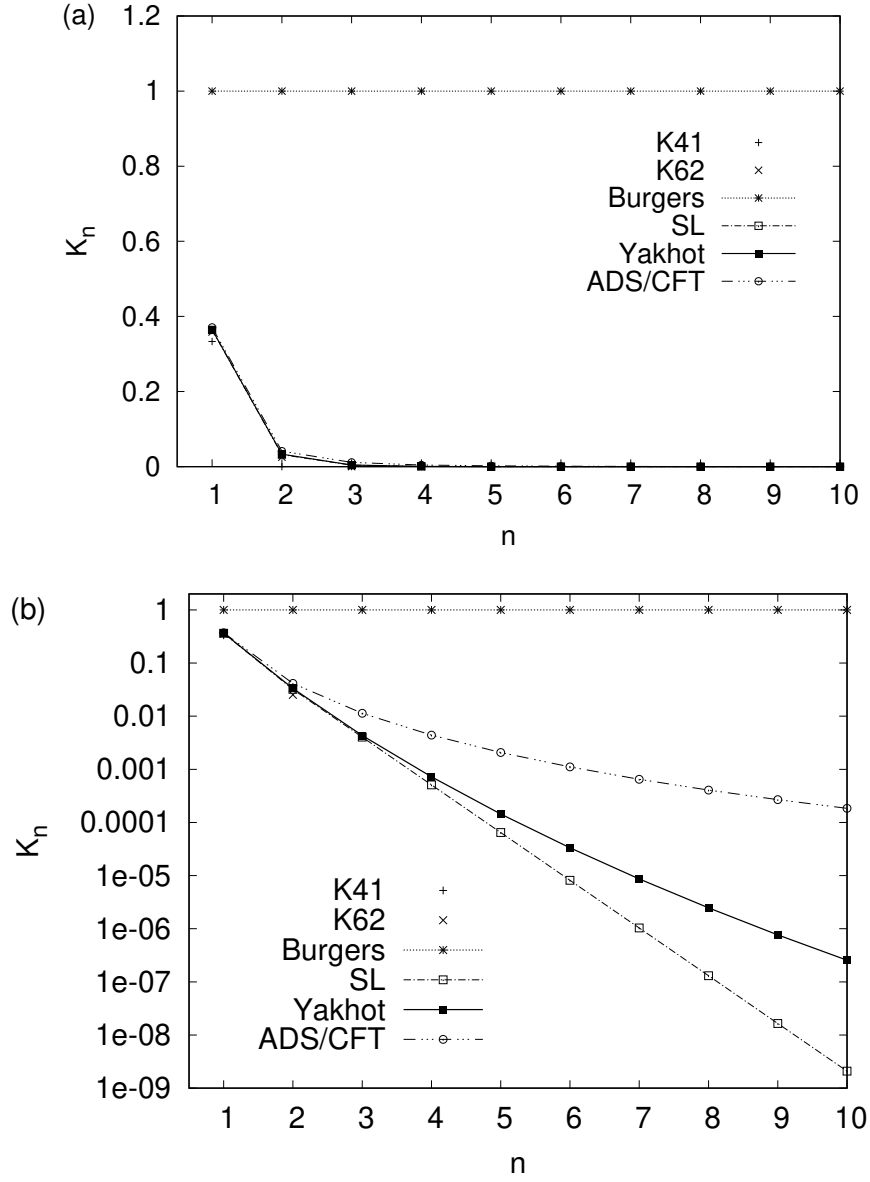 (a)
1.2
1
0.8
0.6
0.4
0.2
0
K_n
K41
K62
Burgers
SL
Yakhot
ADS/CFT
1 2 3 4 5 6 7 8 9 10
n
(b)
1
0.1
0.01
0.001
0.0001
1e-05
1e-06
1e-07
1e-08
1e-09
K_n
K41
K62
Burgers
SL
Yakhot
ADS/CFT
1 2 3 4 5 6 7 8 9 10
n